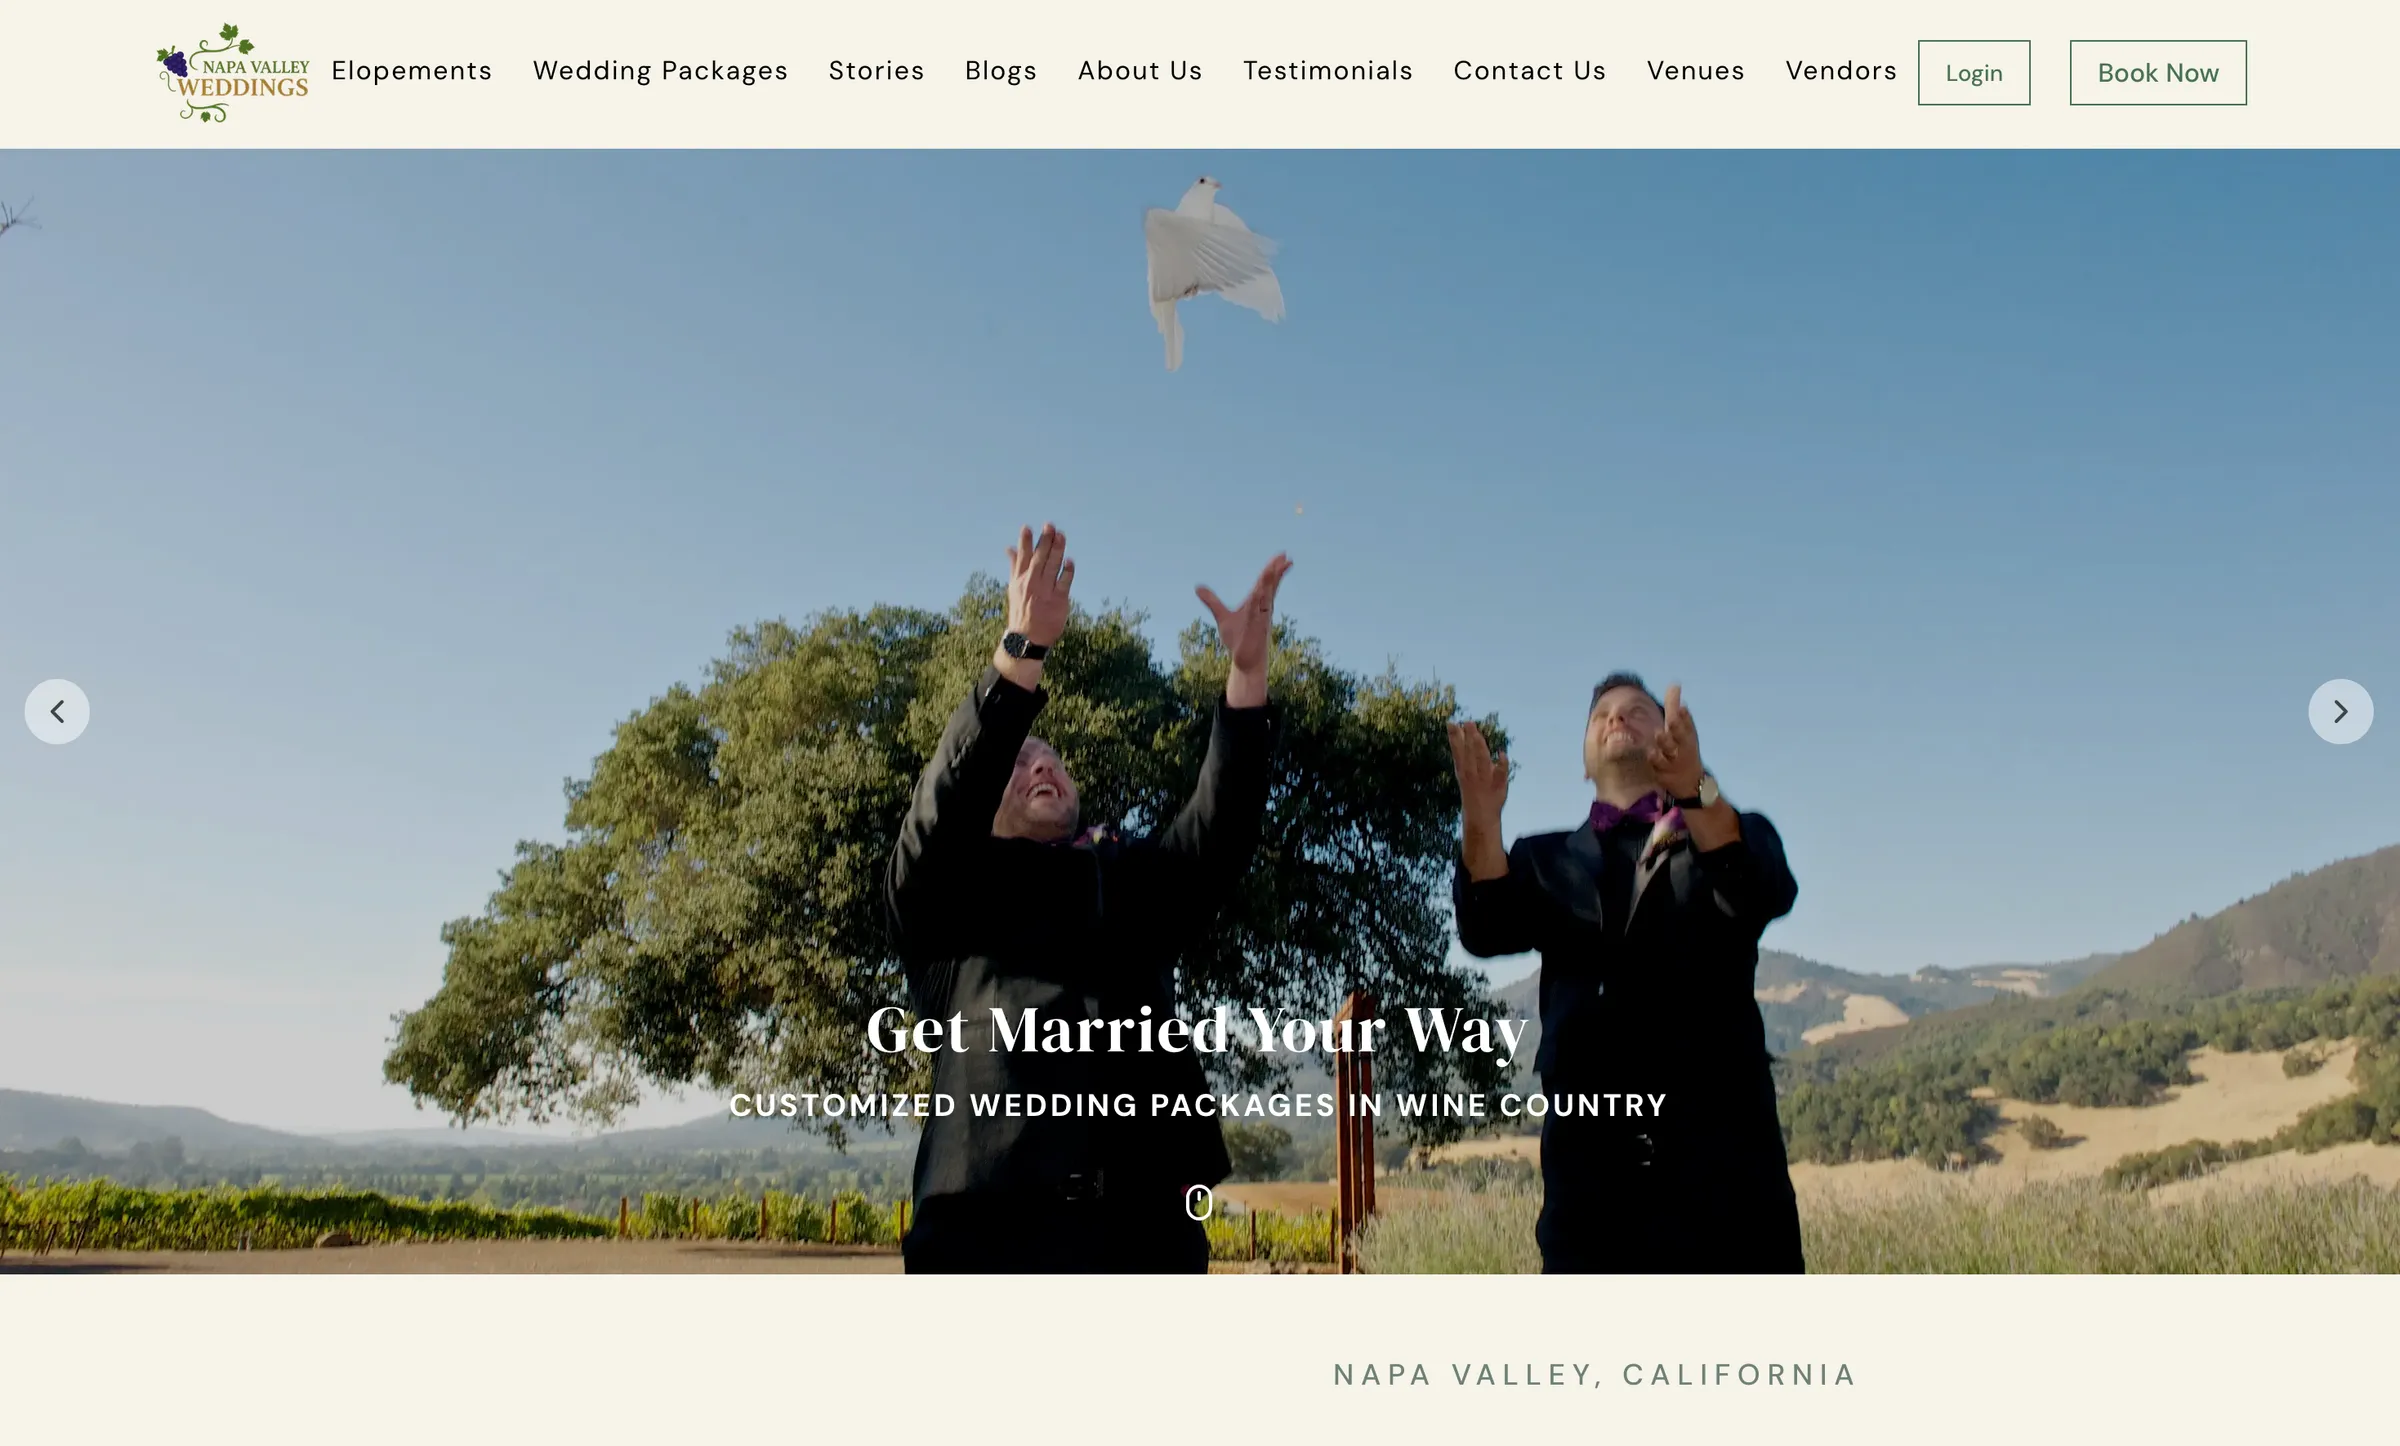 NAPA VALLEY
WEDDINGS
Elopements
Wedding Packages
Stories
Blogs
About Us
Testimonials
Contact Us
Venues
Vendors
Login
Book Now
Get Married Your Way
CUSTOMIZED WEDDING PACKAGES IN WINE COUNTRY
NAPA VALLEY, CALIFORNIA